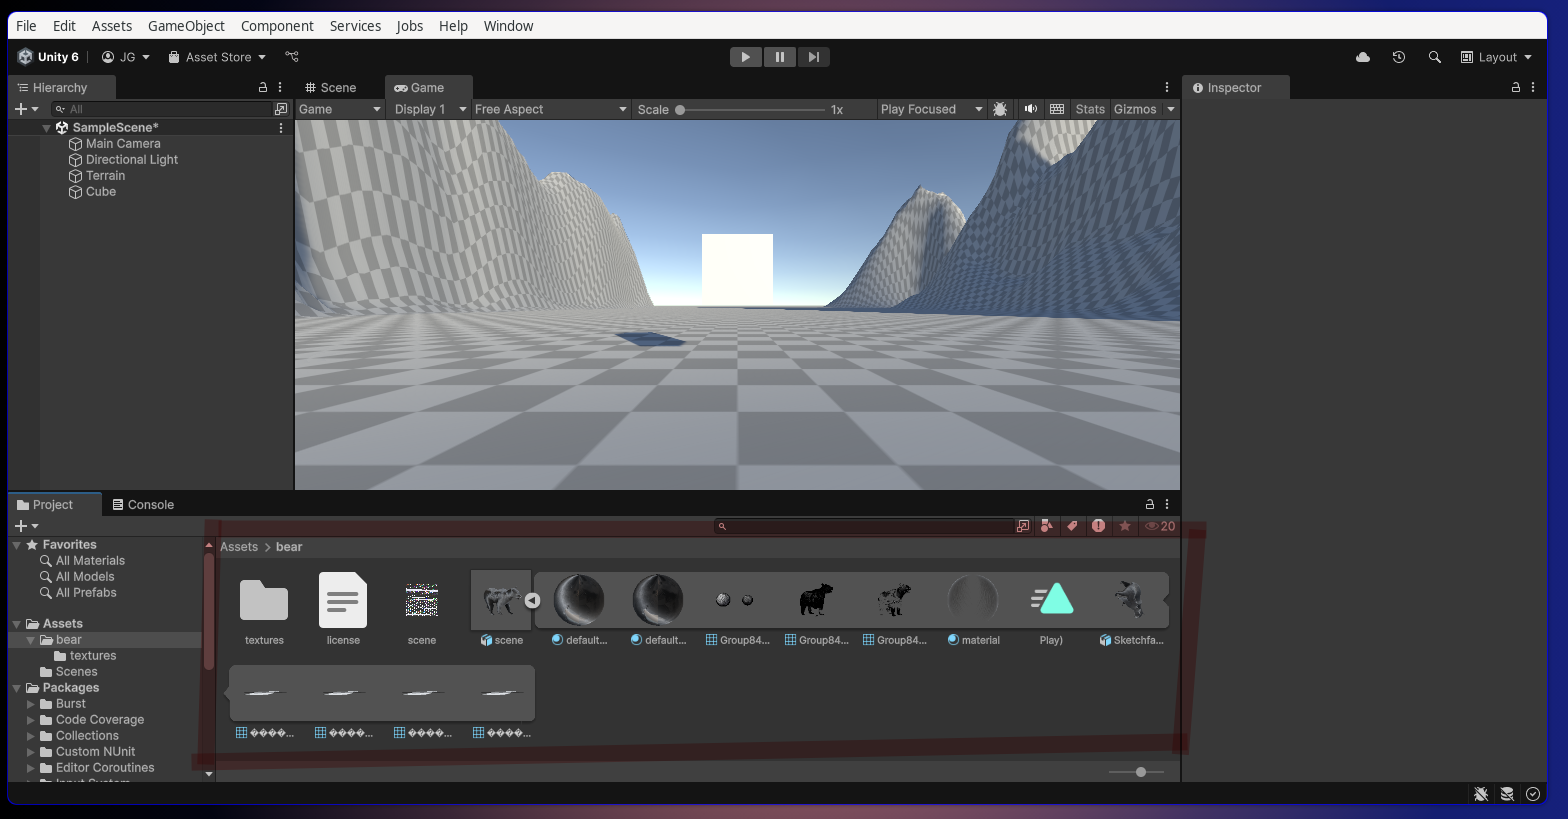 File Edit Assets GameObject Component Services Jobs Help Window
Unity 6 JG Asset Store Layout
Hierarchy
All
SampleScene*
Main Camera
Directional Light
Terrain
Cube
Scene Game
Game Display 1 Free Aspect Scale 1x Play Focused Stats Gizmos
Inspector
Project Console
20
Favorites
All Materials
All Models
All Prefabs
Assets
bear
textures
Scenes
Packages
Burst
Code Coverage
Collections
Custom NUnit
Editor Coroutines
Input System
Assets > bear
textures license scene scene default... default... Group84... Group84... Group84... material Play) Sketchfa...
����... ����... ����... ����...